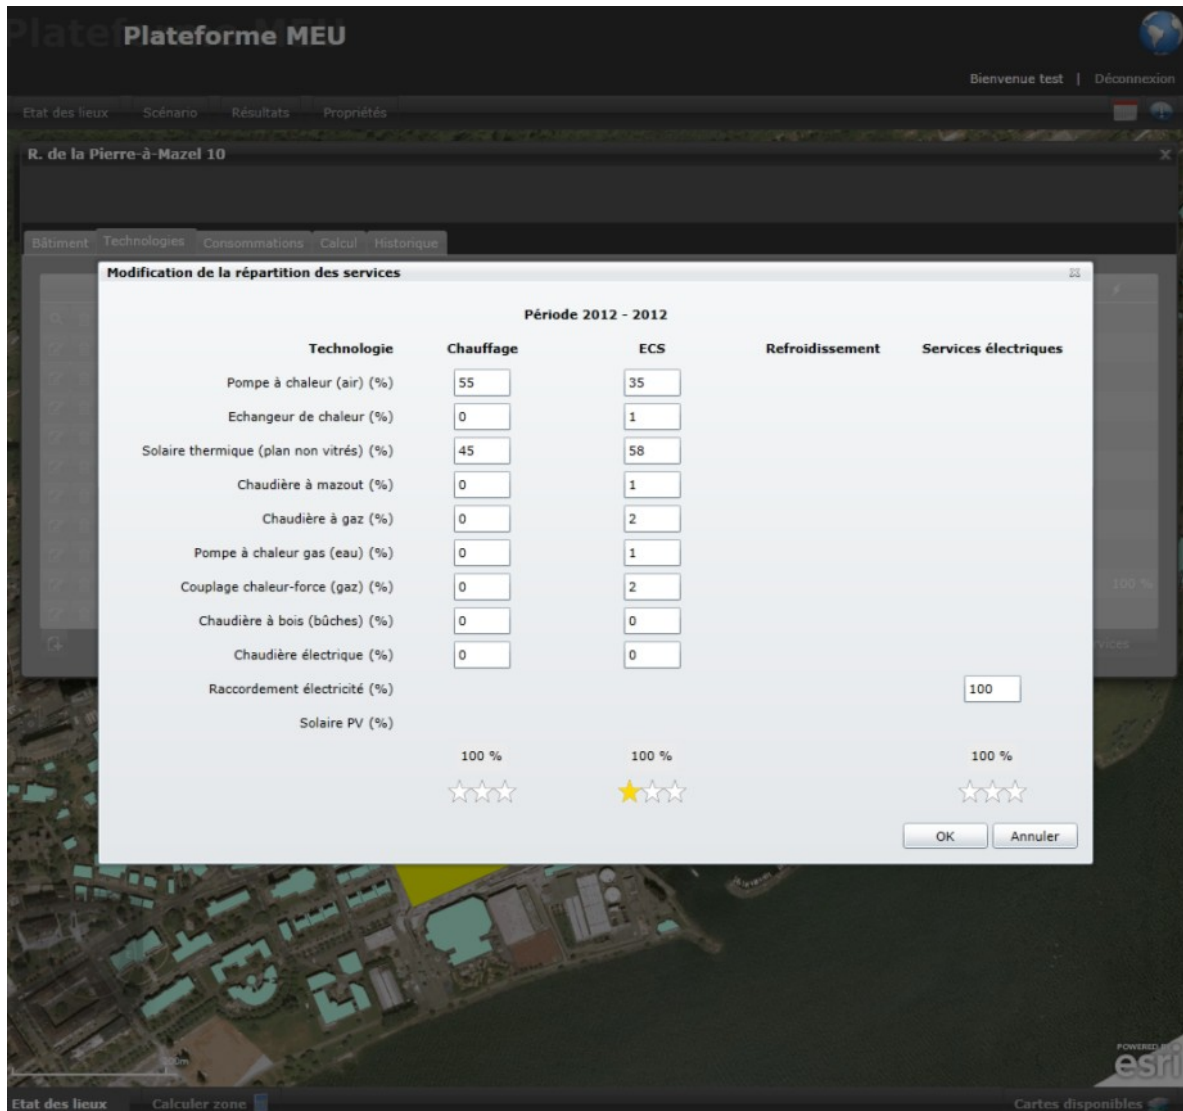 Plateforme MEU
Bienvenue test | Déconnexion
Etat des lieux Scénario Résultats Propriétés
R. de la Pierre-à-Mazel 10
Bâtiment Technologies Consommations Calcul Historique
Modification de la répartition des services
Période 2012 - 2012
Technologie Chauffage ECS Refroidissement Services électriques
Pompe à chaleur (air) (%) 55 35
Echangeur de chaleur (%) 0 1
Solaire thermique (plan non vitrés) (%) 45 58
Chaudière à mazout (%) 0 1
Chaudière à gaz (%) 0 2
Pompe à chaleur gas (eau) (%) 0 1
100 %
Couplage chaleur-force (gaz) (%) 0 2
Chaudière à bois (bûches) (%) 0 0
Chaudière électrique (%) 0 0
Raccordement électricité (%) 100
Solaire PV (%)
100 % 100 % 100 %
OK Annuler
POWERED BY
esri
Etat des lieux Calculer zone Cartes disponibles